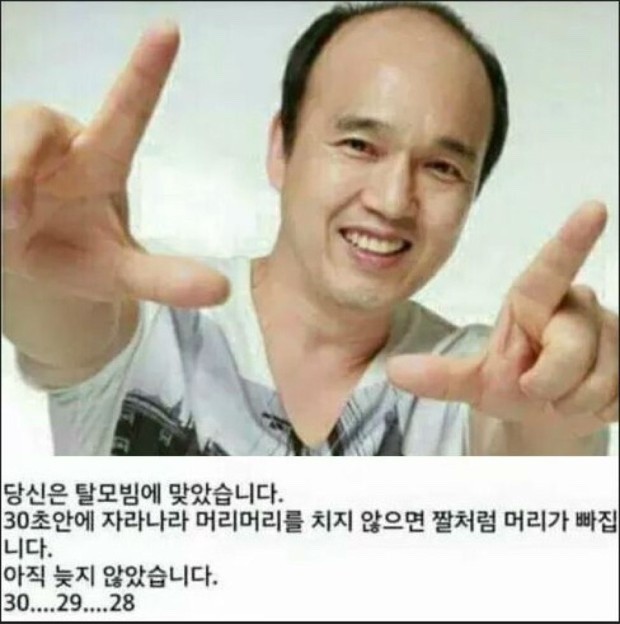 당신은 탈모빔에 맞았습니다.
30초안에 자라나라 머리머리를 치지 않으면 짤처럼 머리가 빠집
니다.
아직 늦지 않았습니다.
30....29....28